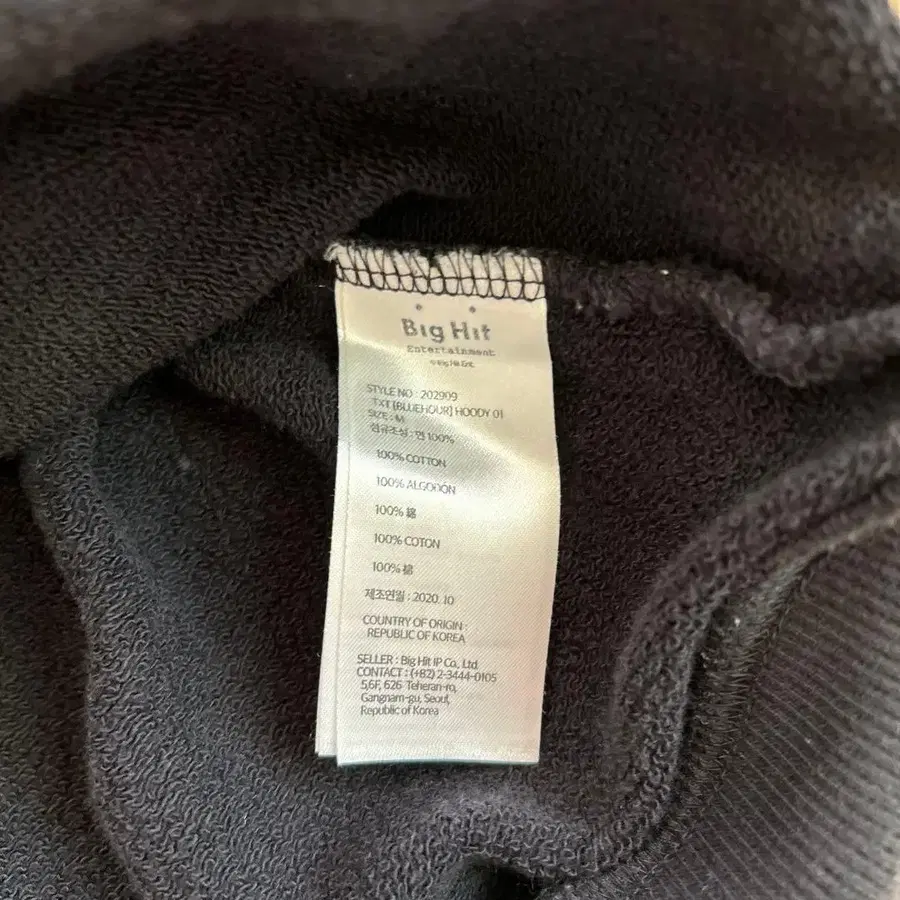 Big Hit
Entertainment
STYLE NO : 202909
TXT [BLUEHOUR] HOODY 01
SIZE : M
섬유조성 : 면 100%
100% COTTON
100% ALGODÓN
100% 綿
100% COTON
100% 棉
제조연월 : 2020. 10
COUNTRY OF ORIGIN :
REPUBLIC OF KOREA
SELLER : Big Hit IP Co., Ltd
CONTACT : (+82) 2-3444-0105
5,6F, 626 Teheran-ro,
Gangnam-gu, Seoul,
Republic of Korea